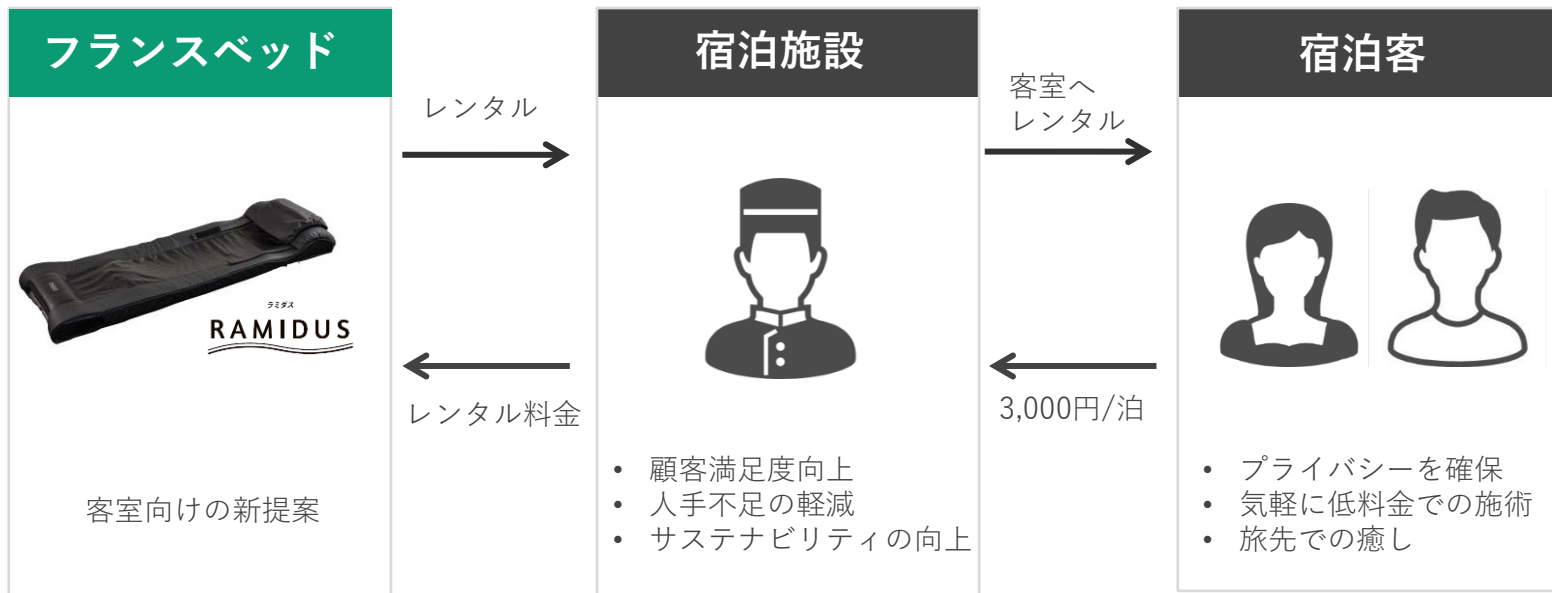 フランスベッド
ラミダス
RAMIDUS
客室向けの新提案
レンタル
レンタル料金
宿泊施設
• 顧客満足度向上
• 人手不足の軽減
• サステナビリティの向上
客室へ
レンタル
3,000円/泊
宿泊客
• プライバシーを確保
• 気軽に低料金での施術
• 旅先での癒し